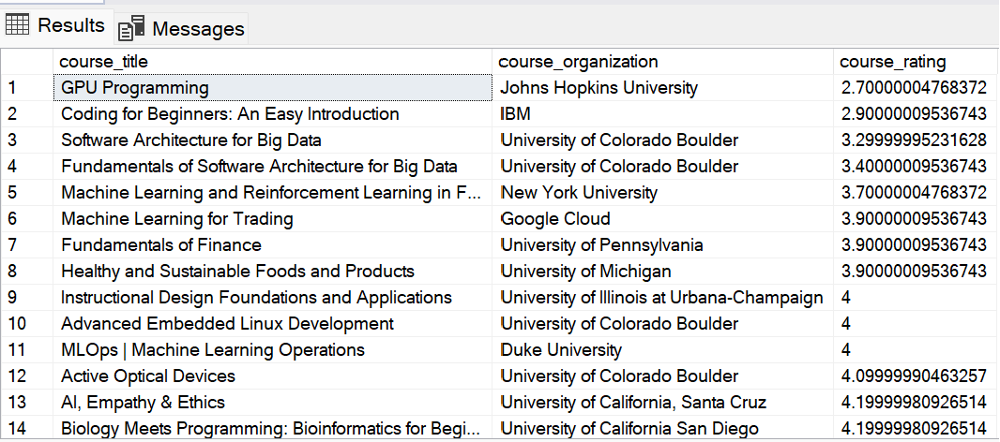 Results Messages
course_title course_organization course_rating
1 GPU Programming Johns Hopkins University 2.70000004768372
2 Coding for Beginners: An Easy Introduction IBM 2.90000009536743
3 Software Architecture for Big Data University of Colorado Boulder 3.29999995231628
4 Fundamentals of Software Architecture for Big Data University of Colorado Boulder 3.40000009536743
5 Machine Learning and Reinforcement Learning in F... New York University 3.70000004768372
6 Machine Learning for Trading Google Cloud 3.90000009536743
7 Fundamentals of Finance University of Pennsylvania 3.90000009536743
8 Healthy and Sustainable Foods and Products University of Michigan 3.90000009536743
9 Instructional Design Foundations and Applications University of Illinois at Urbana-Champaign 4
10 Advanced Embedded Linux Development University of Colorado Boulder 4
11 MLOps | Machine Learning Operations Duke University 4
12 Active Optical Devices University of Colorado Boulder 4.09999990463257
13 AI, Empathy & Ethics University of California, Santa Cruz 4.19999980926514
14 Biology Meets Programming: Bioinformatics for Begi... University of California San Diego 4.19999980926514